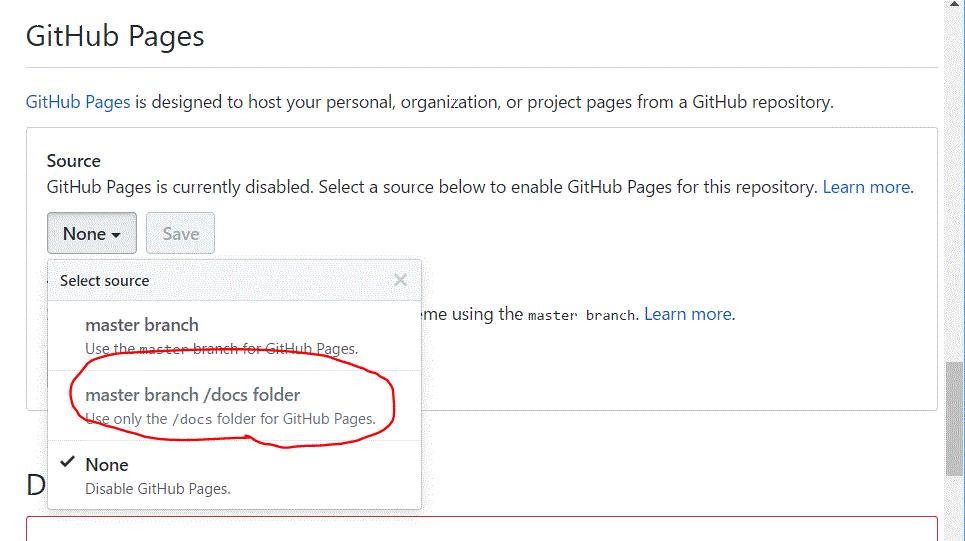 GitHub Pages
GitHub Pages is designed to host your personal, organization, or project pages from a GitHub repository.
Source
GitHub Pages is currently disabled. Select a source below to enable GitHub Pages for this repository. Learn more.
None Save
Select source
master branch
eme using the master branch. Learn more.
Use the master branch for GitHub Pages.
master branch /docs folder
Use only the /docs folder for GitHub Pages.
None
D
Disable GitHub Pages.